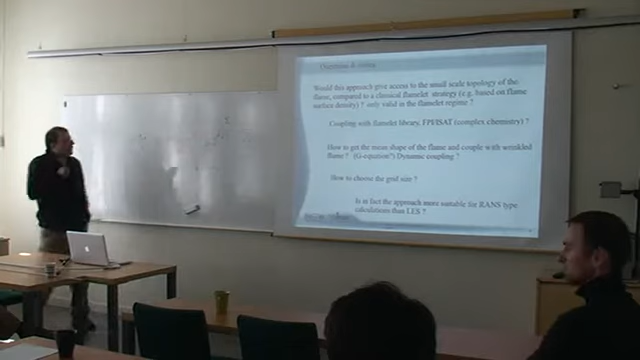 Would this approach give access to the small scale topology of the
flame, compared to a classical flamelet strategy (e.g. based on flame
surface density) ? only valid in the flamelet regime ?
Coupling with flamelet library, FPI/ISAT (complex chemistry) ?
How to get the mean shape of the flame and couple with wrinkled
flame ? (G-equation?) Dynamic coupling ?
How to choose the grid size ?
Is in fact the approach more suitable for RANS type
calculations than LES ?